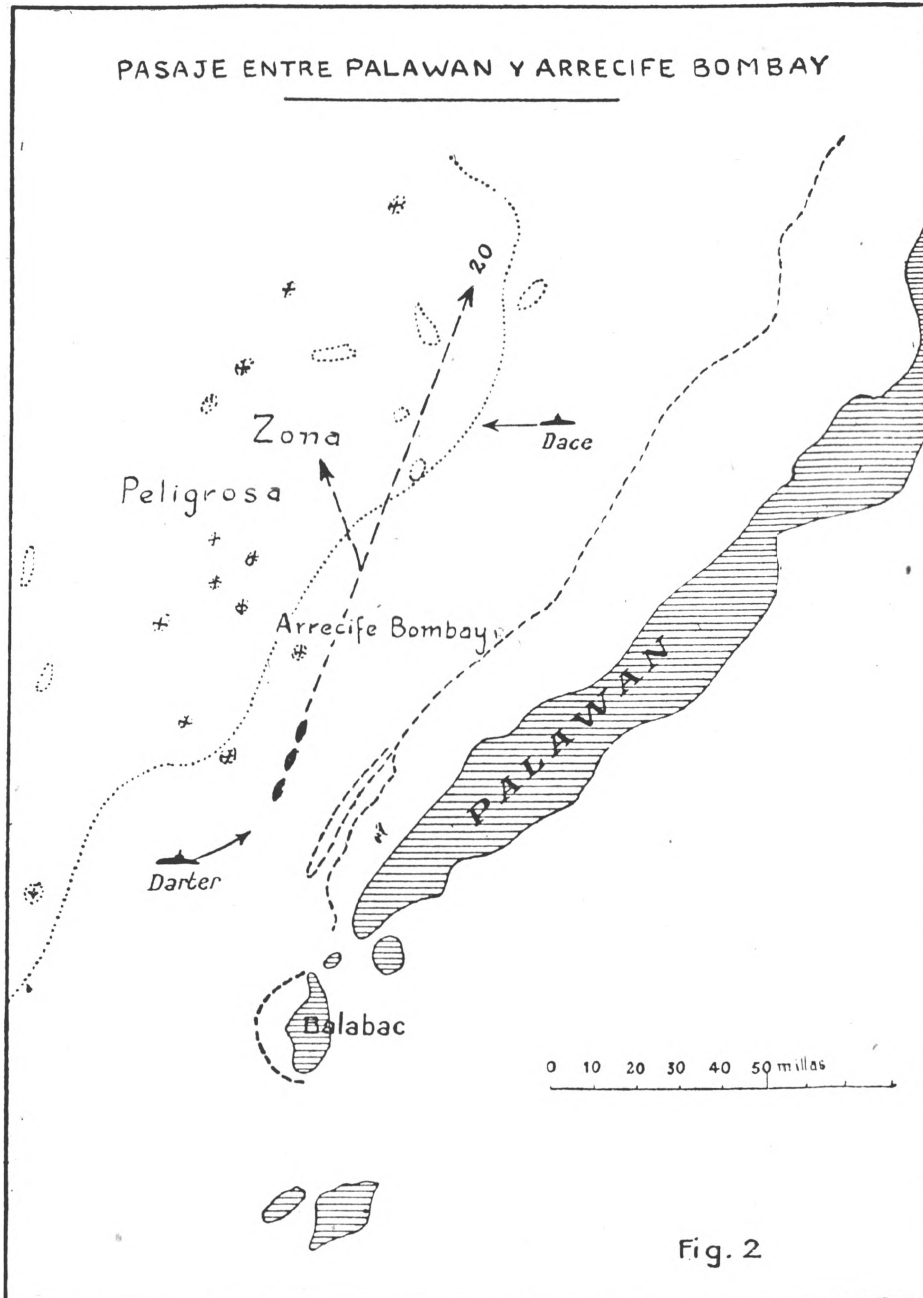 PASAJE ENTRE PALAWAN Y ARRECIFE BOMBAY
20
Zona
Dace
Peligrosa
Arrecife Bombay
PALAWAN
Darter
Balabac
0 10 20 30 40 50 millas
Fig. 2